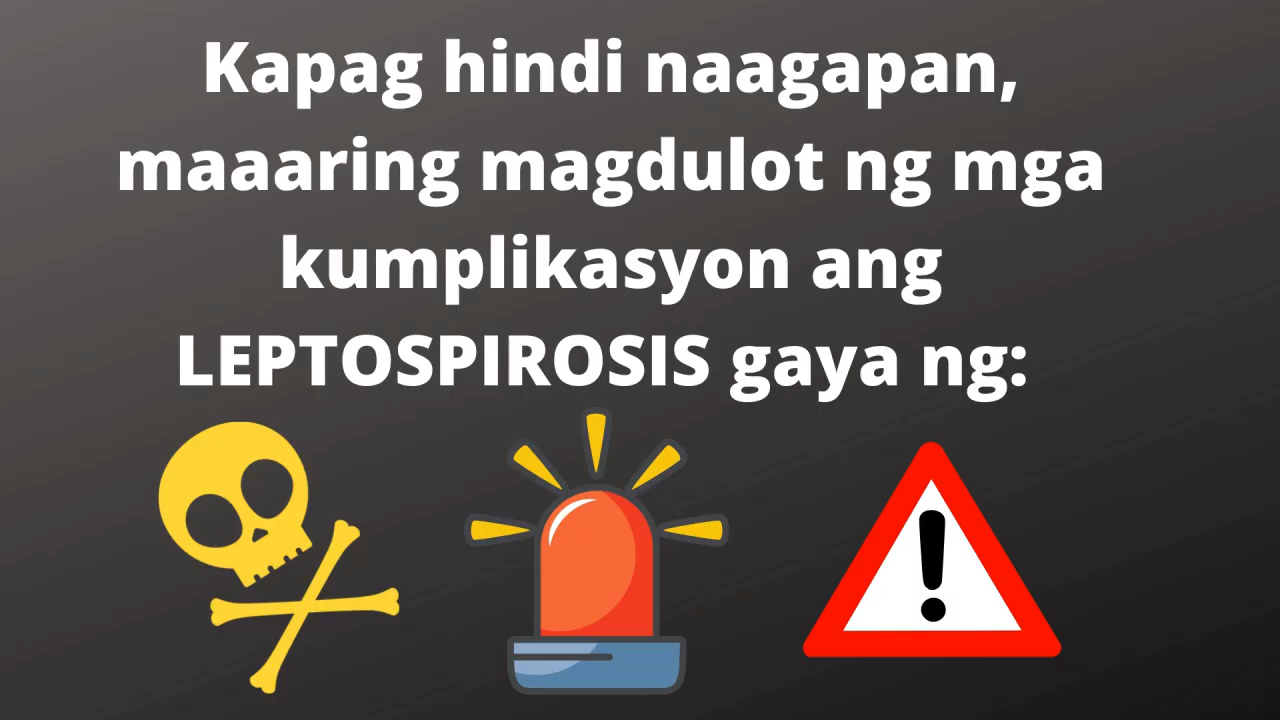 Kapag hindi naagapan,
maaaring magdulot ng mga
kumplikasyon ang
LEPTOSPIROSIS gaya ng: